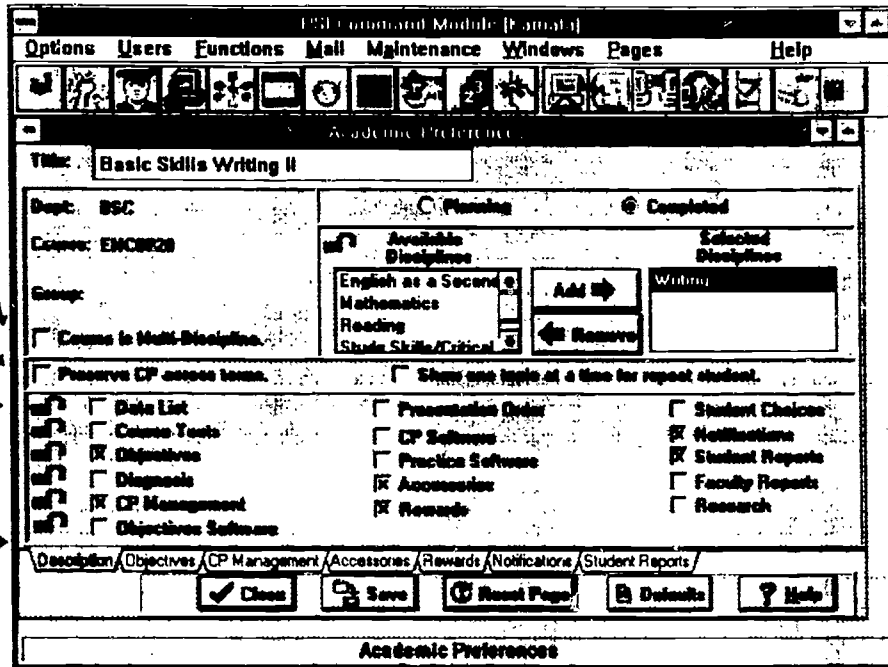 PSI Command Module [Kamala]
Options Users Functions Mail Maintenance Windows Pages Help
Academic Preference
Title: Basic Skills Writing II
Dept: BSC
Planning Completed
Course: ENC0020
Available Disciplines
Selected Disciplines
English as a Second
Mathematics
Reading
Study Skills/Critical
Add
Remove
Writing
Group:
Course is Multi-Discipline.
Preserve CP across terms. Show one topic at a time for repeat student.
Data List Presentation Order Student Choices
Course Tools CP Software Notifications
Objectives Practice Software Student Reports
Diagnosis Accessories Faculty Reports
CP Management Rewards Research
Objectives Software
Description Objectives CP Management Accessories Rewards Notifications Student Reports
Close Save Reset Page Defaults Help
Academic Preferences